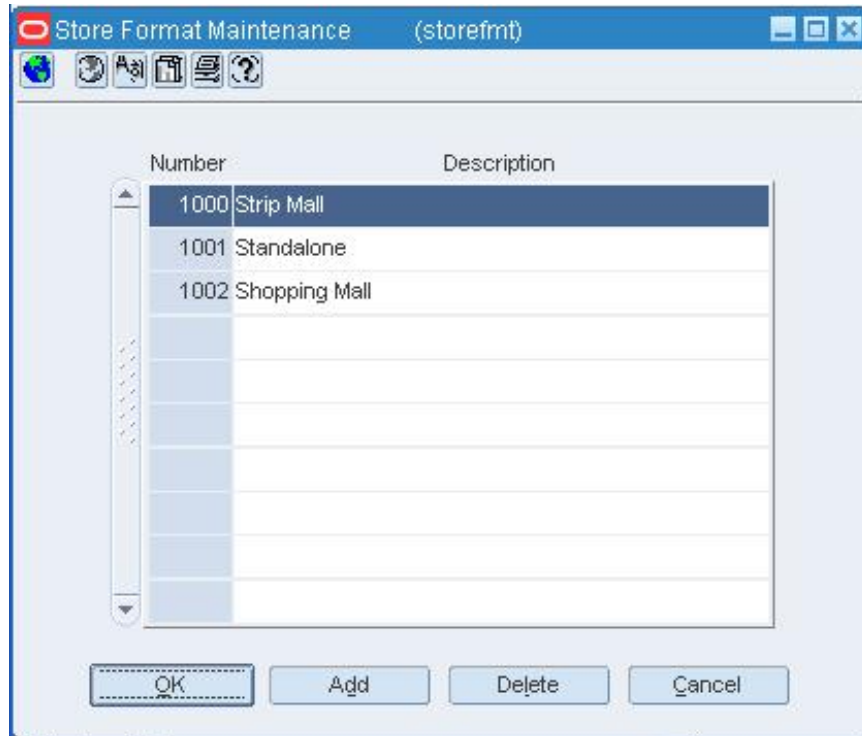 Store Format Maintenance (storefmt)
Number Description
1000 Strip Mall
1001 Standalone
1002 Shopping Mall
OK Add Delete Cancel